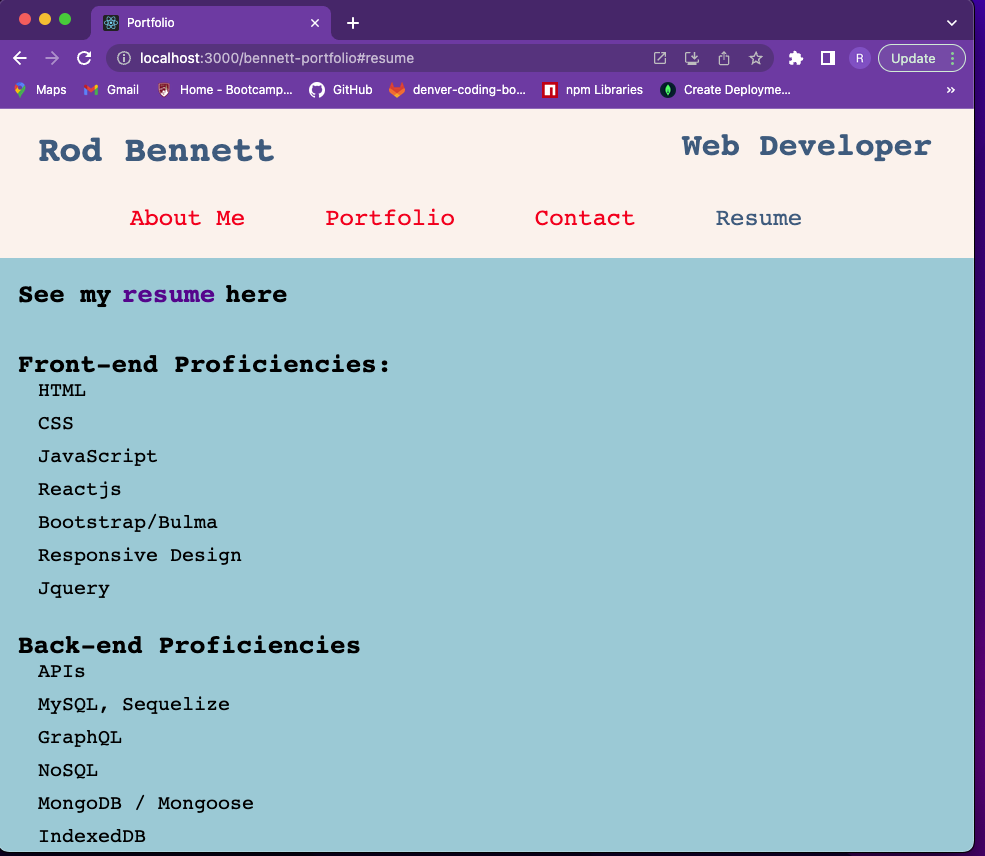 Portfolio
localhost:3000/bennett-portfolio#resume
R
Update
Maps
Gmail
Home - Bootcamp...
GitHub
denver-coding-bo...
npm Libraries
Create Deployme...
»
Rod Bennett
Web Developer
About Me
Portfolio
Contact
Resume
See my resume here
Front-end Proficiencies:
HTML
CSS
JavaScript
Reactjs
Bootstrap/Bulma
Responsive Design
Jquery
Back-end Proficiencies
APIs
MySQL, Sequelize
GraphQL
NoSQL
MongoDB / Mongoose
IndexedDB